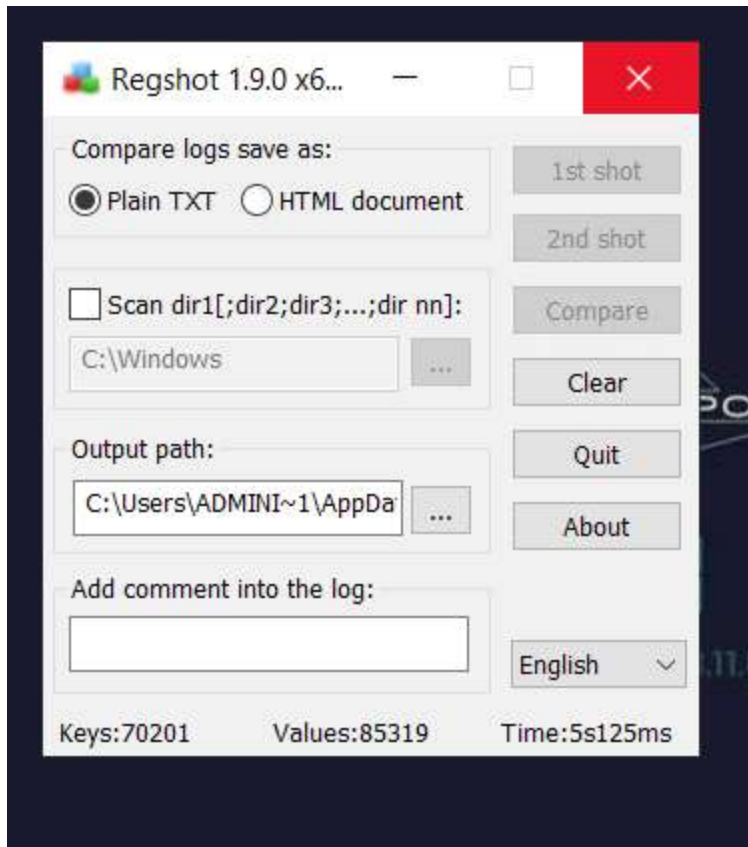 Regshot 1.9.0 x6...
Compare logs save as:
Plain TXT HTML document
1st shot
2nd shot
Scan dir1[;dir2;dir3;...;dir nn]:
C:\Windows ...
Compare
Clear
Output path:
C:\Users\ADMINI~1\AppDa ...
Quit
About
Add comment into the log:
English
Keys:70201 Values:85319 Time:5s125ms